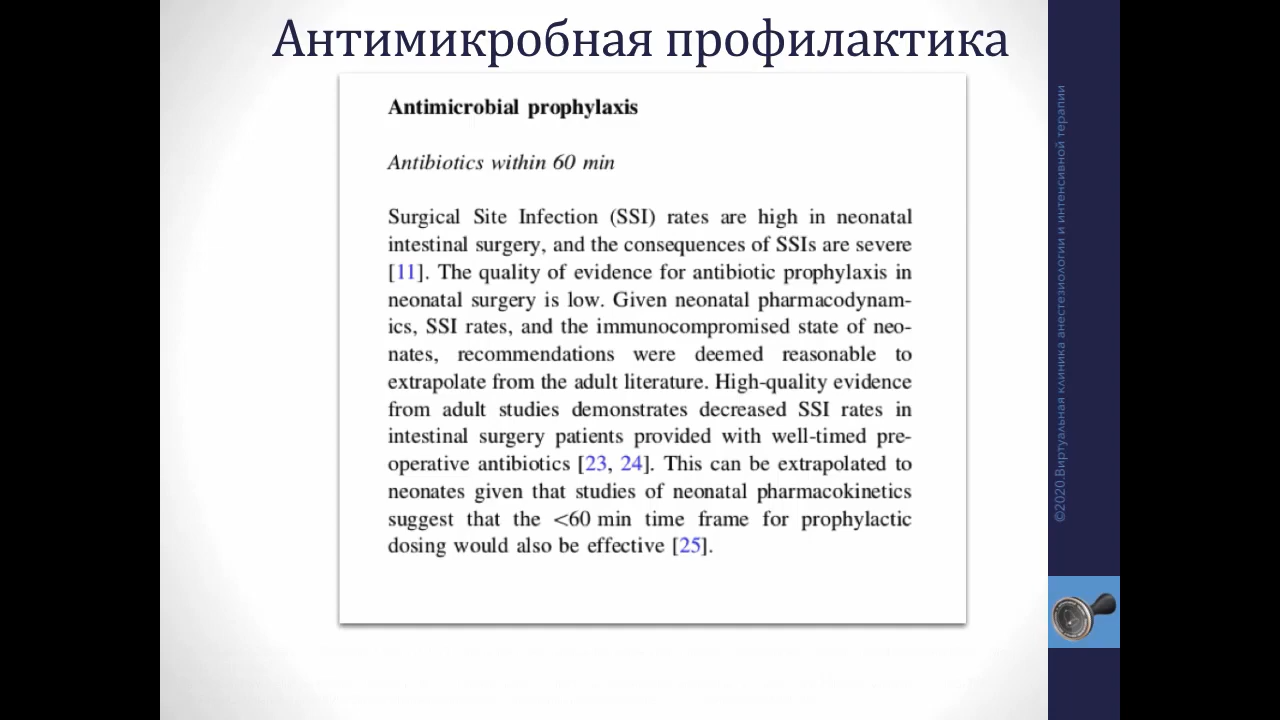 Антимикробная профилактика
Antimicrobial prophylaxis
Antibiotics within 60 min
Surgical Site Infection (SSI) rates are high in neonatal
intestinal surgery, and the consequences of SSIs are severe
[11]. The quality of evidence for antibiotic prophylaxis in
neonatal surgery is low. Given neonatal pharmacodynam-
ics, SSI rates, and the immunocompromised state of neo-
nates, recommendations were deemed reasonable to
extrapolate from the adult literature. High-quality evidence
from adult studies demonstrates decreased SSI rates in
intestinal surgery patients provided with well-timed pre-
operative antibiotics [23, 24]. This can be extrapolated to
neonates given that studies of neonatal pharmacokinetics
suggest that the <60 min time frame for prophylactic
dosing would also be effective [25].
©2020.Виртуальная клиника анестезиологии и интенсивной терапии